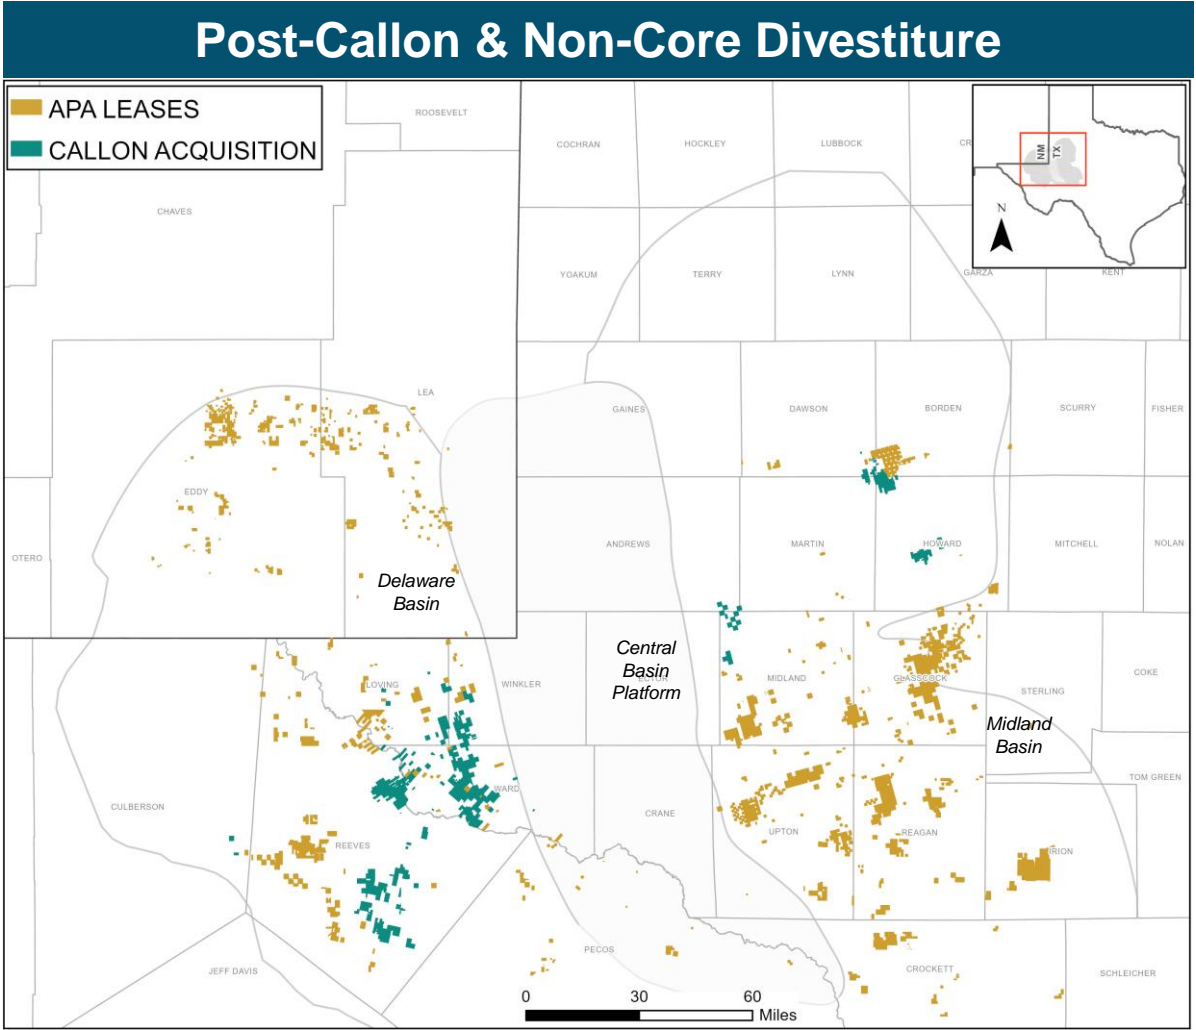 Post-Callon & Non-Core Divestiture
APA LEASES
CALLON ACQUISITION
ROOSEVELT
COCHRAN
HOCKLEY
LUBBOCK
CR
NM
TX
N
CHAVES
YOAKUM
TERRY
LYNN
GARZA
KENT
LEA
GAINES
DAWSON
BORDEN
SCURRY
FISHER
EDDY
OTERO
ANDREWS
MARTIN
HOWARD
MITCHELL
NOLAN
Delaware
Basin
Central
Basin
Platform
ECTOR
LOVING
WINKLER
MIDLAND
GLASSCOCK
STERLING
COKE
Midland
Basin
CULBERSON
WARD
CRANE
UPTON
REAGAN
TOM GREEN
REEVES
IRION
JEFF DAVIS
PECOS
CROCKETT
SCHLEICHER
0
30
60
Miles